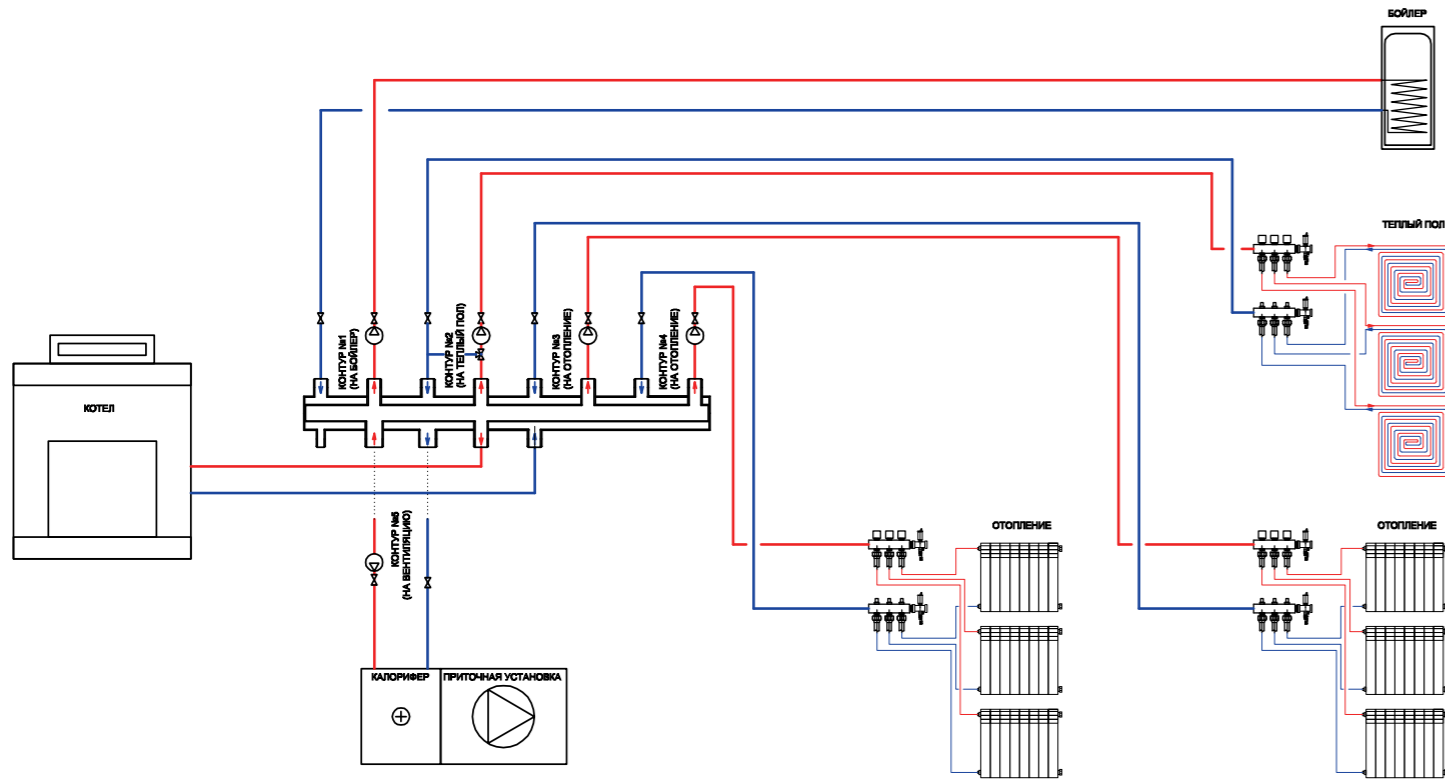 БОЙЛЕР
ТЕПЛЫЙ ПОЛ
КОНТУР №1
(НА БОЙЛЕР)
КОНТУР №2
(НА ТЕПЛЫЙ ПОЛ)
КОНТУР №3
(НА ОТОПЛЕНИЕ)
КОНТУР №4
(НА ОТОПЛЕНИЕ)
КОТЕЛ
КОНТУР №5
(НА ВЕНТИЛЯЦИЮ)
ОТОПЛЕНИЕ
ОТОПЛЕНИЕ
КАЛОРИФЕР
ПРИТОЧНАЯ УСТАНОВКА